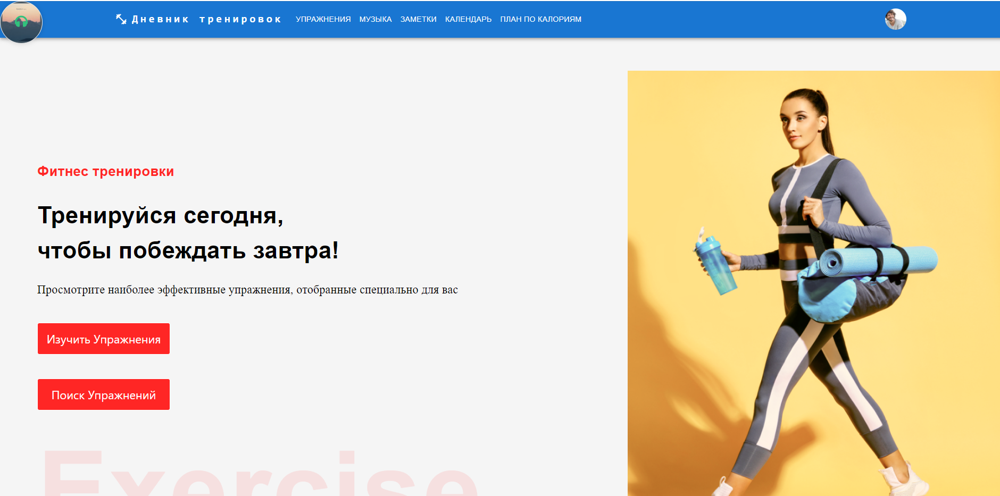 Дневник тренировок
УПРАЖНЕНИЯ МУЗЫКА ЗАМЕТКИ КАЛЕНДАРЬ ПЛАН ПО КАЛОРИЯМ
Фитнес тренировки
Тренируйся сегодня,
чтобы побеждать завтра!
Просмотрите наиболее эффективные упражнения, отобранные специально для вас
Изучить Упражнения
Поиск Упражнений
Exercise